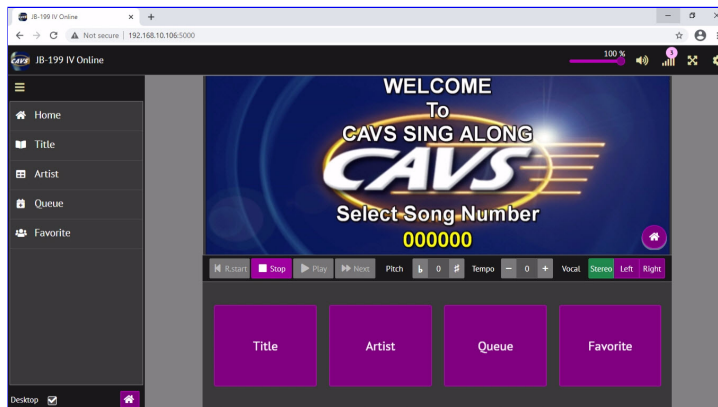 JB-199 IV Online
Not secure | 192.168.10.106:5000
CAVS JB-199 IV Online 100 % 3
Home
Title
Artist
Queue
Favorite
WELCOME
To
CAVS SING ALONG
CAVS
Select Song Number
000000
R.start Stop Play Next Pitch ♭ 0 ♯ Tempo − 0 + Vocal Stereo Left Right
Title Artist Queue Favorite
Desktop